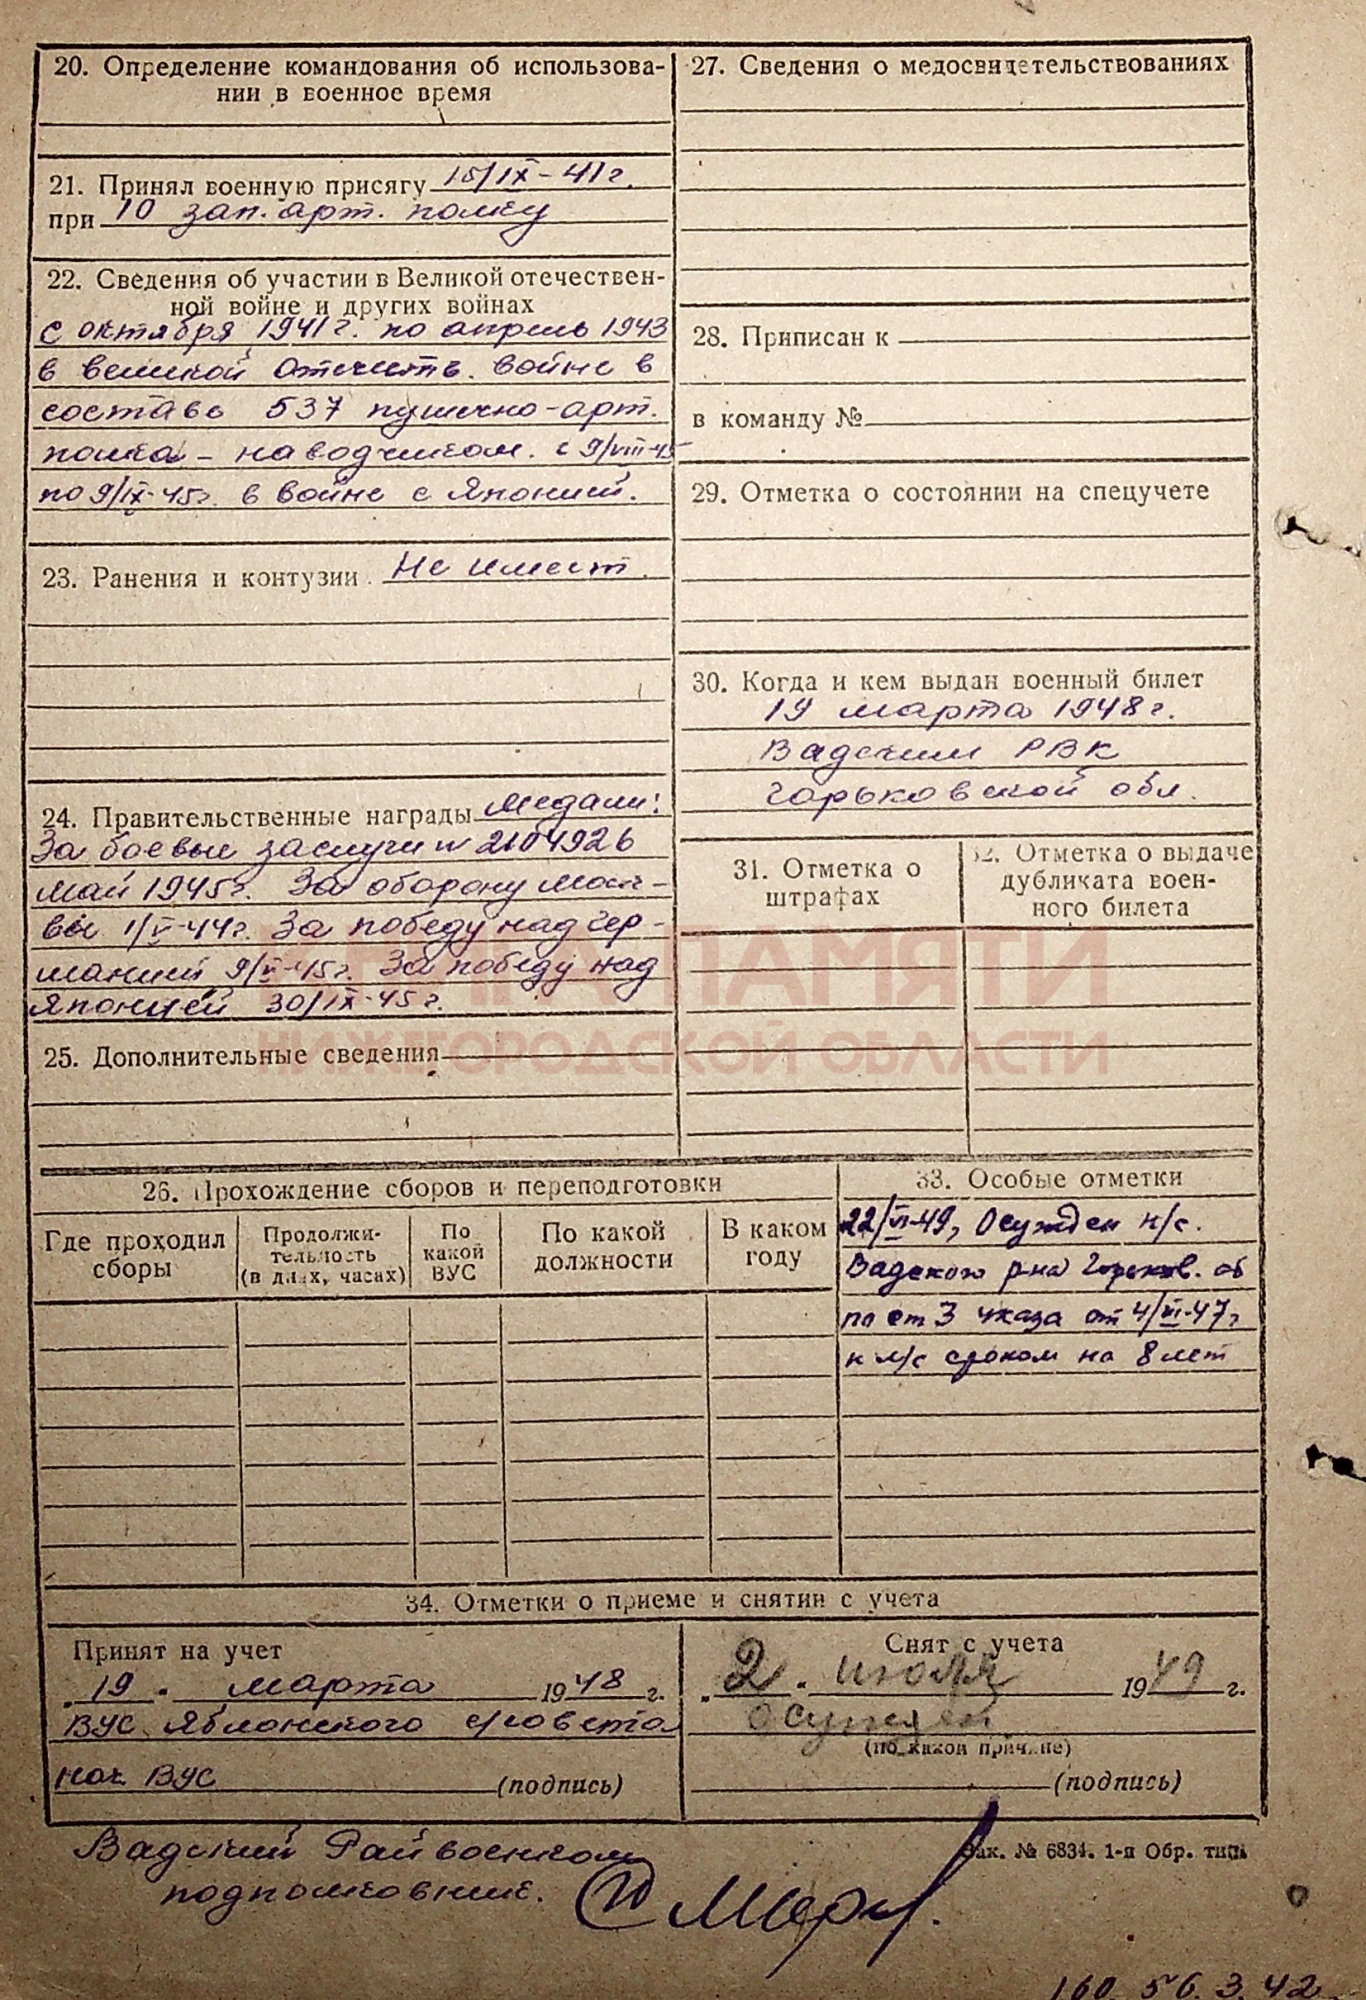 20. Определение командования об использова-
нии в военное время
21. Принял военную присягу 15/IX-41г.
при 10 зап. арт. полку
22. Сведения об участии в Великой отечествен-
ной войне и других войнах
с октября 1941г. по апрель 1943
в великой Отечеств. войне в
составе 537 пушечно-арт.
полка - наводчиком. с 9/VIII-45
по 9/IX-45г. в войне с Японией.
23. Ранения и контузии Не имеет.
24. Правительственные награды Медали:
За боевые заслуги N 2104926
май 1945г. За оборону Моск-
вы 1/V-44г. За победу над Гер-
манией 9/V-45г. За победу над
Японией 30/IX-45г.
25. Дополнительные сведения
27. Сведения о медосвидетельствованиях
28. Приписан к
в команду №
29. Отметка о состоянии на спецучете
30. Когда и кем выдан военный билет
19 марта 1948г.
Вадским РВК
Горьковской обл.
31. Отметка о
штрафах
32. Отметка о выдаче
дубликата воен-
ного билета
КНИГА ПАМЯТИ
НИЖЕГОРОДСКОЙ ОБЛАСТИ
26. Прохождение сборов и переподготовки
Где проходил
сборы
Продолжи-
тельность
(в днях, часах)
По
какой
ВУС
По какой
должности
В каком
году
33. Особые отметки
22/VI-49, Осужден н/с.
Вадского р-на Горьков. об
по ст 3 указа от 4/VI-47г
к л/с сроком на 8 лет
34. Отметки о приеме и снятии с учета
Принят на учет
„19“ марта 1948г.
ВУС Яблонского с/совета
нач ВУС (подпись)
Снят с учета
„2“ июля 1949 г.
осужден
(по какой причине)
(подпись)
Зак. № 6834. 1-я Обр. тип.
Вадский Райвоенком
подполковник.
160.56.3.42